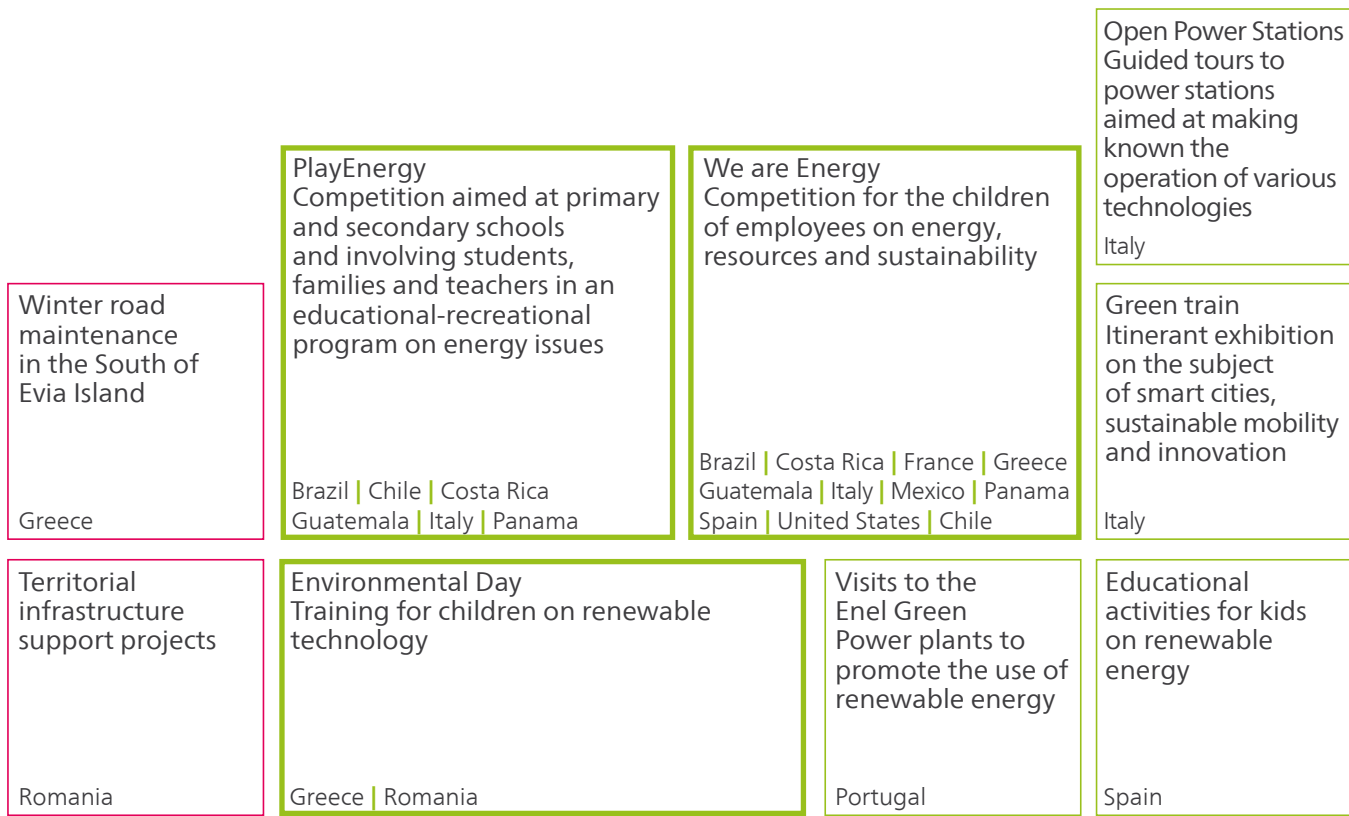 Open Power Stations
Guided tours to
power stations
aimed at making
known the
operation of various
technologies
Italy
PlayEnergy
Competition aimed at primary
and secondary schools
and involving students,
families and teachers in an
educational-recreational
program on energy issues
Brazil | Chile | Costa Rica
Guatemala | Italy | Panama
We are Energy
Competition for the children
of employees on energy,
resources and sustainability
Brazil | Costa Rica | France | Greece
Guatemala | Italy | Mexico | Panama
Spain | United States | Chile
Winter road
maintenance
in the South of
Evia Island
Greece
Green train
Itinerant exhibition
on the subject
of smart cities,
sustainable mobility
and innovation
Italy
Territorial
infrastructure
support projects
Romania
Environmental Day
Training for children on renewable
technology
Greece | Romania
Visits to the
Enel Green
Power plants to
promote the use of
renewable energy
Portugal
Educational
activities for kids
on renewable
energy
Spain